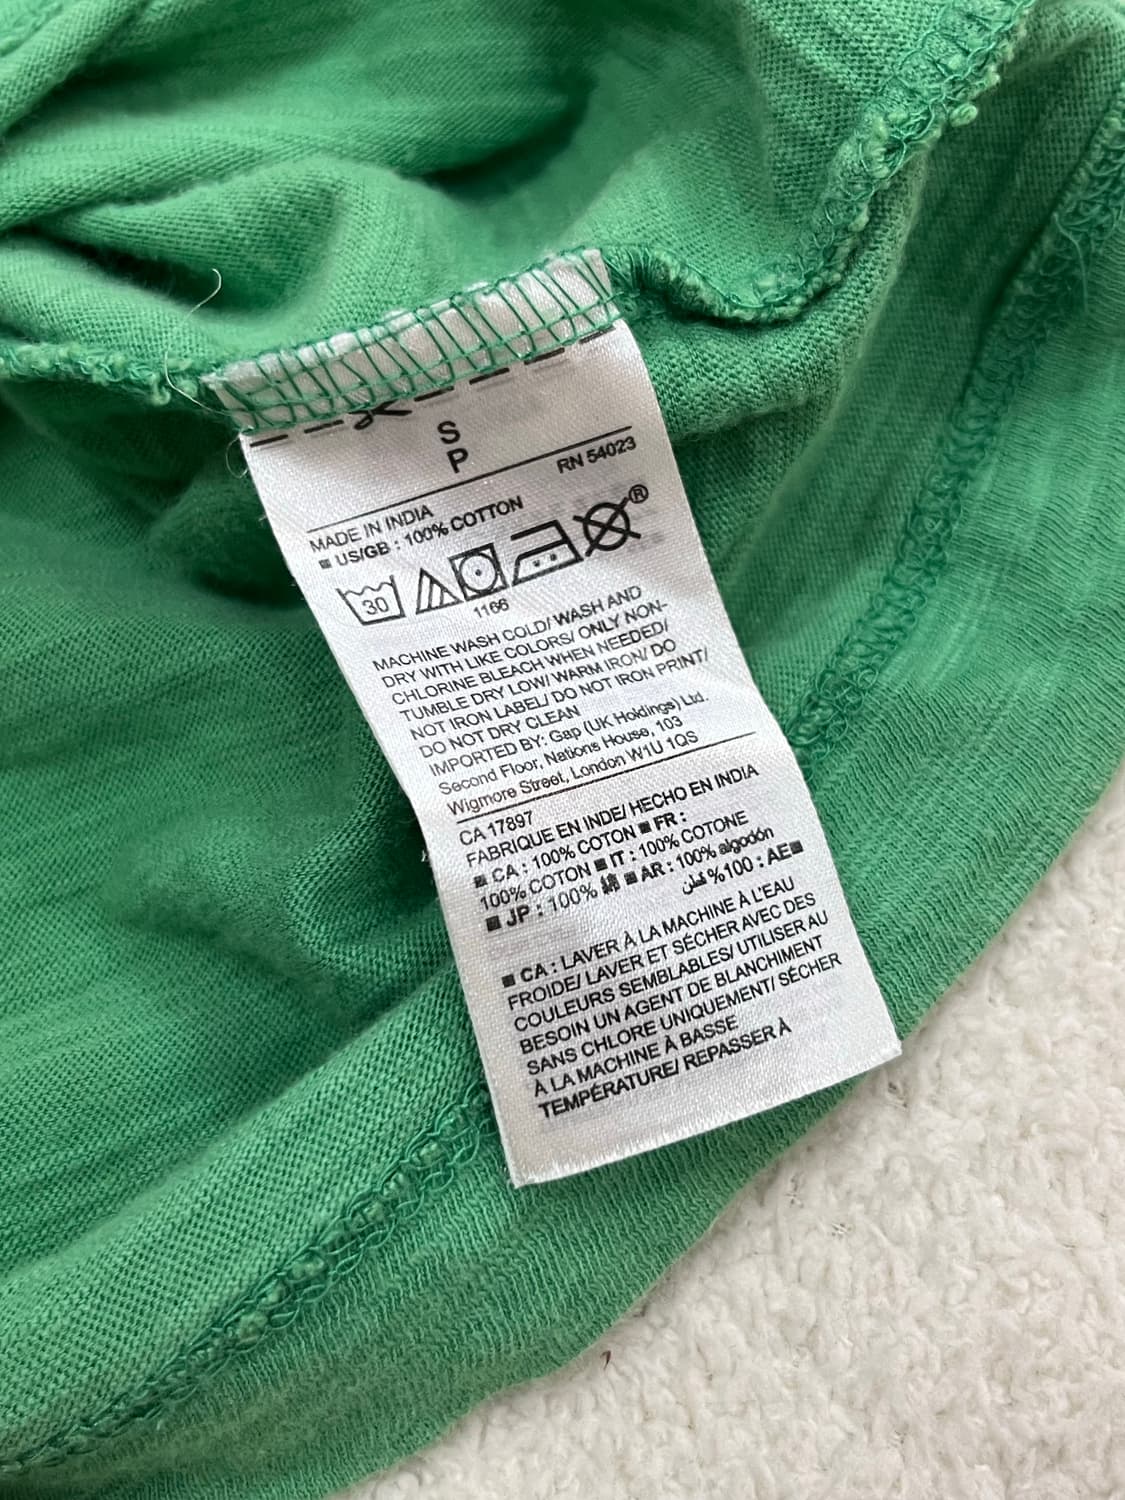 S
P
RN 54023
MADE IN INDIA
■ US/GB : 100% COTTON
30
®
1166
MACHINE WASH COLD/ WASH AND
DRY WITH LIKE COLORS/ ONLY NON-
CHLORINE BLEACH WHEN NEEDED/
TUMBLE DRY LOW/ WARM IRON/ DO
NOT IRON LABEL/ DO NOT IRON PRINT/
DO NOT DRY CLEAN
IMPORTED BY: Gap (UK Holdings) Ltd.
Second Floor, Nations House, 103
Wigmore Street, London W1U 1QS
CA 17897
FABRIQUE EN INDE/ HECHO EN INDIA
■ CA : 100% COTON ■ FR :
100% COTON ■ IT : 100% COTONE
■ JP : 100% 綿 ■ AR : 100% algodón
■AE : 100% قطن
■ CA : LAVER À LA MACHINE À L'EAU
FROIDE/ LAVER ET SÉCHER AVEC DES
COULEURS SEMBLABLES/ UTILISER AU
BESOIN UN AGENT DE BLANCHIMENT
SANS CHLORE UNIQUEMENT/ SÉCHER
À LA MACHINE À BASSE
TEMPÉRATURE/ REPASSER À